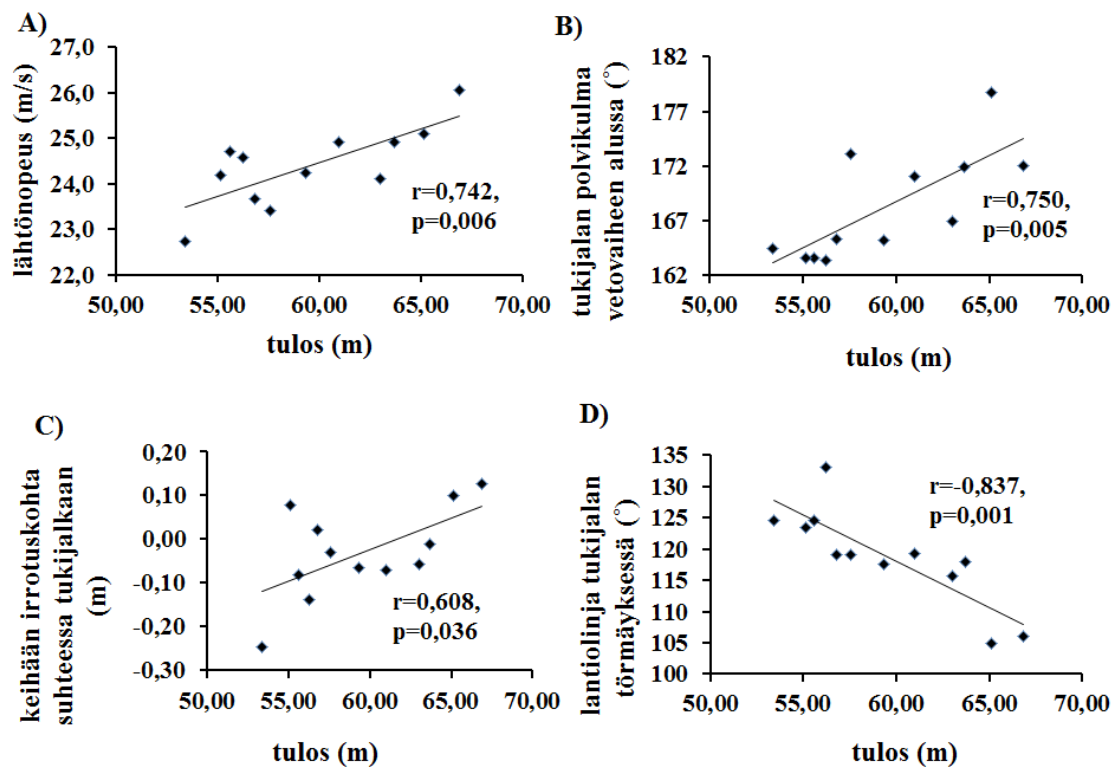 A)
lähtönopeus (m/s)
27,0
26,0
25,0
24,0
23,0
22,0
r=0,742,
p=0,006
50,00 55,00 60,00 65,00 70,00
tulos (m)
B)
tukijalan polvikulma
vetovaiheen alussa (°)
182
177
172
167
162
r=0,750,
p=0,005
50,00 55,00 60,00 65,00 70,00
tulos (m)
C)
keihään irrotuskohta
suhteessa tukijalkaan
(m)
0,20
0,10
0,00
-0,10
-0,20
-0,30
r=0,608,
p=0,036
50,00 55,00 60,00 65,00 70,00
tulos (m)
D)
lantiolinja tukijalan
törmäyksessä (°)
135
130
125
120
115
110
105
100
r=-0,837,
p=0,001
50,00 55,00 60,00 65,00 70,00
tulos (m)